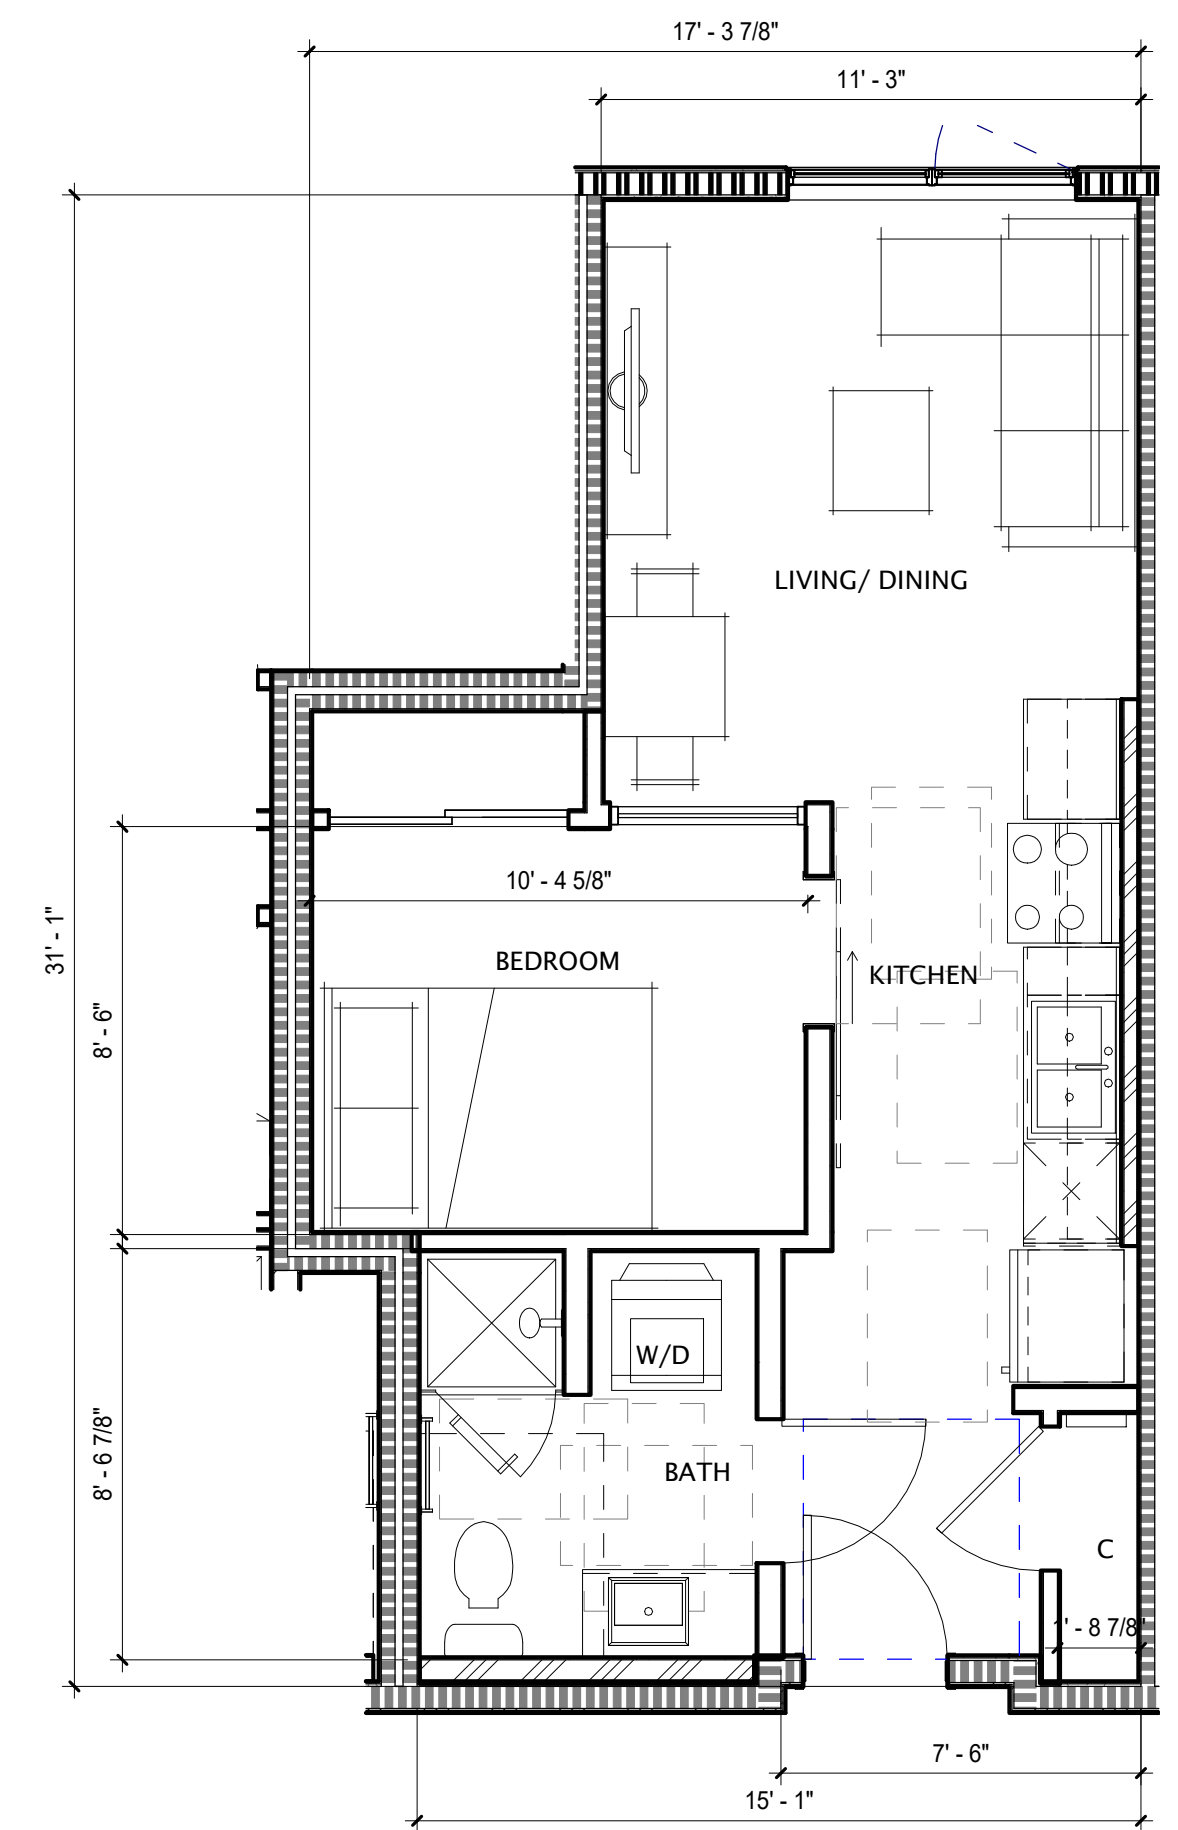 17' - 3 7/8"
11' - 3"
LIVING/ DINING
10' - 4 5/8"
31' - 1"
BEDROOM
KITCHEN
8' - 6"
W/D
8' - 6 7/8"
BATH
C
1' - 8 7/8"
7' - 6"
15' - 1"